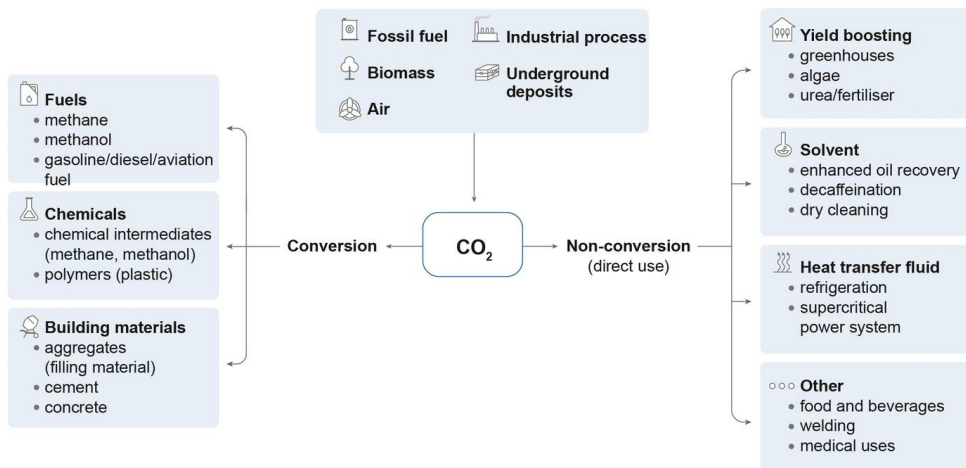 Fossil fuel
Industrial process
Biomass
Underground
deposits
Air
Fuels
• methane
• methanol
• gasoline/diesel/aviation
fuel
Chemicals
• chemical intermediates
(methane, methanol)
• polymers (plastic)
Building materials
• aggregates
(filling material)
• cement
• concrete
Conversion
CO₂
Non-conversion
(direct use)
Yield boosting
• greenhouses
• algae
• urea/fertiliser
Solvent
• enhanced oil recovery
• decaffeination
• dry cleaning
Heat transfer fluid
• refrigeration
• supercritical
power system
Other
• food and beverages
• welding
• medical uses